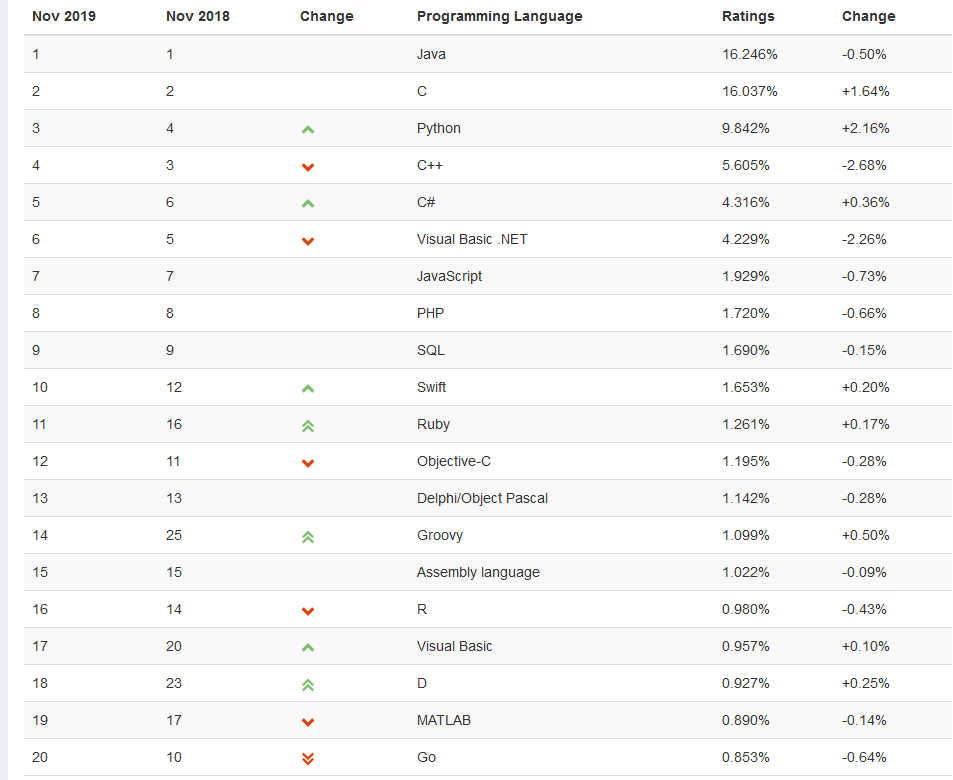 Nov 2019 Nov 2018 Change Programming Language Ratings Change
1 1 Java 16.246% -0.50%
2 2 C 16.037% +1.64%
3 4 Python 9.842% +2.16%
4 3 C++ 5.605% -2.68%
5 6 C# 4.316% +0.36%
6 5 Visual Basic .NET 4.229% -2.26%
7 7 JavaScript 1.929% -0.73%
8 8 PHP 1.720% -0.66%
9 9 SQL 1.690% -0.15%
10 12 Swift 1.653% +0.20%
11 16 Ruby 1.261% +0.17%
12 11 Objective-C 1.195% -0.28%
13 13 Delphi/Object Pascal 1.142% -0.28%
14 25 Groovy 1.099% +0.50%
15 15 Assembly language 1.022% -0.09%
16 14 R 0.980% -0.43%
17 20 Visual Basic 0.957% +0.10%
18 23 D 0.927% +0.25%
19 17 MATLAB 0.890% -0.14%
20 10 Go 0.853% -0.64%